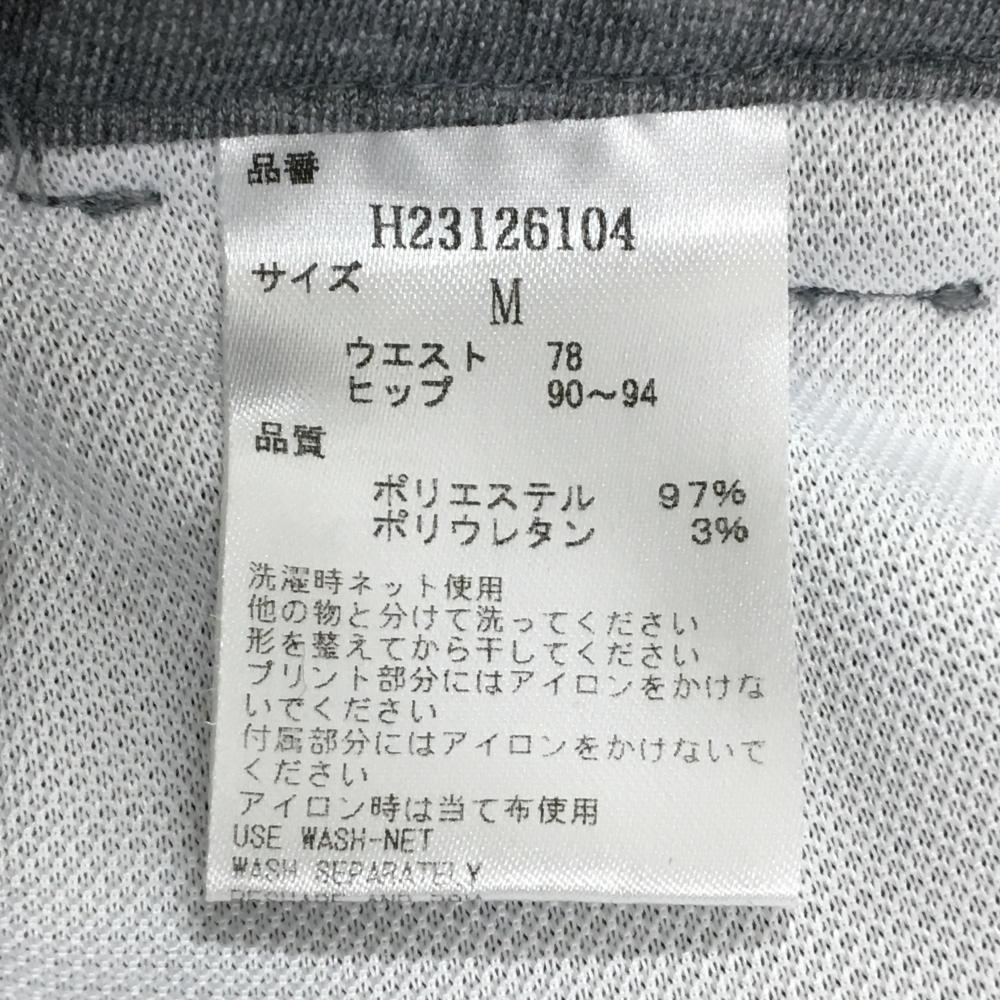 品番
H23126104
サイズ
M
ウエスト 78
ヒップ 90～94
品質
ポリエステル 97%
ポリウレタン 3%
洗濯時ネット使用
他の物と分けて洗ってください
形を整えてから干してください
プリント部分にはアイロンをかけな
いでください
付属部分にはアイロンをかけないで
ください
アイロン時は当て布使用
USE WASH-NET
WASH SEPARATELY